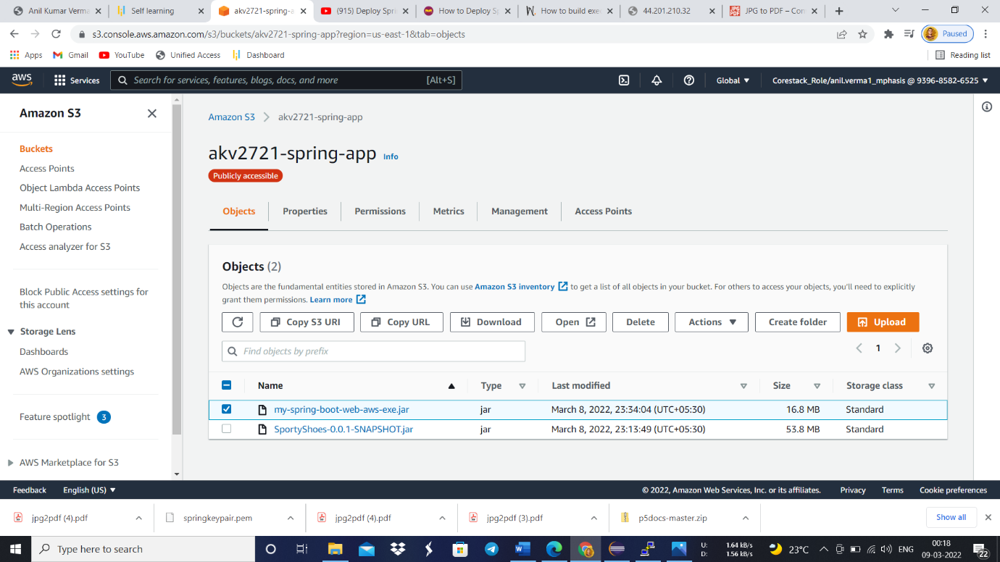 Anil Kumar Verma
Self learning
akv2721-spring-a
(915) Deploy Spri
How to Deploy S
How to build exe
44.201.210.32
JPG to PDF – Con
s3.console.aws.amazon.com/s3/buckets/akv2721-spring-app?region=us-east-1&tab=objects
Paused
Apps
Gmail
YouTube
Unified Access
Dashboard
Reading list
aws
Services
Search for services, features, blogs, docs, and more
[Alt+S]
Global
Corestack_Role/anil.verma1_mphasis @ 9396-8582-6525
Amazon S3
Buckets
Access Points
Object Lambda Access Points
Multi-Region Access Points
Batch Operations
Access analyzer for S3
Block Public Access settings for
this account
Storage Lens
Dashboards
AWS Organizations settings
Feature spotlight 3
AWS Marketplace for S3
Amazon S3 > akv2721-spring-app
akv2721-spring-app Info
Publicly accessible
Objects
Properties
Permissions
Metrics
Management
Access Points
Objects (2)
Objects are the fundamental entities stored in Amazon S3. You can use Amazon S3 inventory to get a list of all objects in your bucket. For others to access your objects, you'll need to explicitly
grant them permissions. Learn more
Copy S3 URI
Copy URL
Download
Open
Delete
Actions
Create folder
Upload
Find objects by prefix
1
Name
Type
Last modified
Size
Storage class
my-spring-boot-web-aws-exe.jar jar March 8, 2022, 23:34:04 (UTC+05:30) 16.8 MB Standard
SportyShoes-0.0.1-SNAPSHOT.jar jar March 8, 2022, 23:13:49 (UTC+05:30) 53.8 MB Standard
Feedback
English (US)
© 2022, Amazon Web Services, Inc. or its affiliates.
Privacy
Terms
Cookie preferences
jpg2pdf (4).pdf
springkeypair.pem
jpg2pdf (4).pdf
jpg2pdf (3).pdf
p5docs-master.zip
Show all
Type here to search
U: 1.64 kB/s
D: 1.56 kB/s
23°C
ENG
00:18
09-03-2022
22